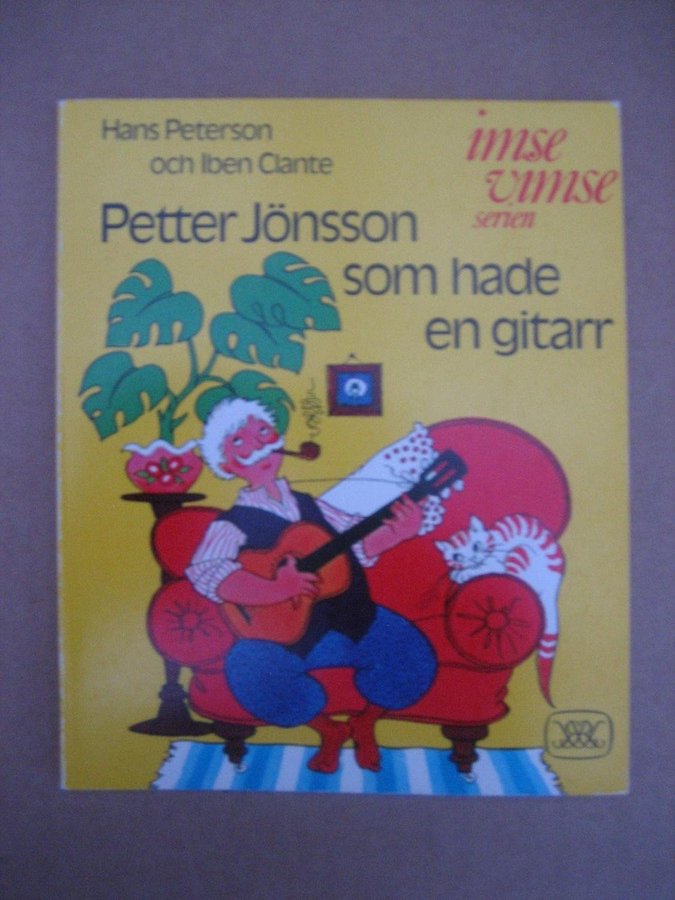 Hans Peterson
och Iben Clante
imse
vimse
serien
Petter Jönsson
som hade
en gitarr